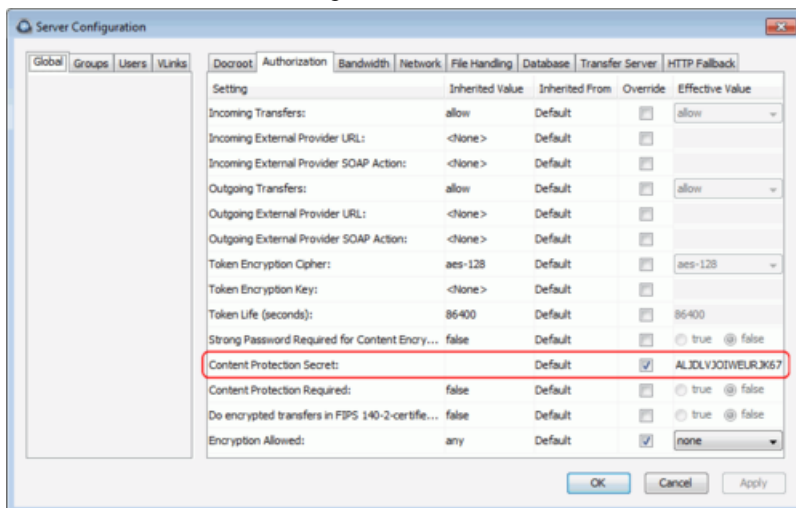 Server Configuration
Global Groups Users VLinks
Docroot Authorization Bandwidth Network File Handling Database Transfer Server HTTP Fallback
Setting Inherited Value Inherited From Override Effective Value
Incoming Transfers: allow Default allow
Incoming External Provider URL: <None> Default
Incoming External Provider SOAP Action: <None> Default
Outgoing Transfers: allow Default allow
Outgoing External Provider URL: <None> Default
Outgoing External Provider SOAP Action: <None> Default
Token Encryption Cipher: aes-128 Default aes-128
Token Encryption Key: <None> Default
Token Life (seconds): 86400 Default 86400
Strong Password Required for Content Encry... false Default true false
Content Protection Secret: Default ALJDLVJOIWEURJK67
Content Protection Required: false Default true false
Do encrypted transfers in FIPS 140-2-certifie... false Default true false
Encryption Allowed: any Default none
OK Cancel Apply